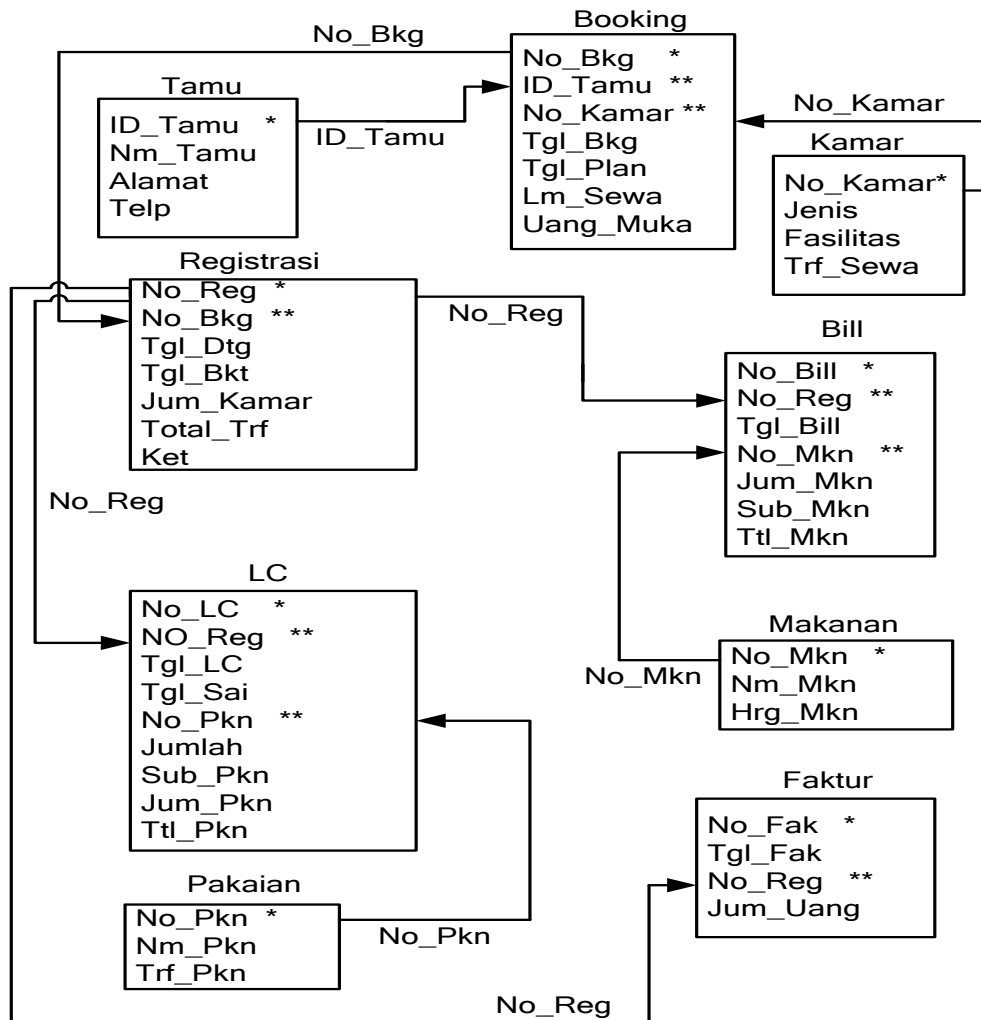 Booking
No_Bkg *
ID_Tamu **
No_Kamar **
Tgl_Bkg
Tgl_Plan
Lm_Sewa
Uang_Muka
No_Bkg
Tamu
ID_Tamu *
Nm_Tamu
Alamat
Telp
ID_Tamu
No_Kamar
Kamar
No_Kamar*
Jenis
Fasilitas
Trf_Sewa
Registrasi
No_Reg *
No_Bkg **
Tgl_Dtg
Tgl_Bkt
Jum_Kamar
Total_Trf
Ket
No_Reg
Bill
No_Bill *
No_Reg **
Tgl_Bill
No_Mkn **
Jum_Mkn
Sub_Mkn
Ttl_Mkn
No_Reg
LC
No_LC *
NO_Reg **
Tgl_LC
Tgl_Sai
No_Pkn **
Jumlah
Sub_Pkn
Jum_Pkn
Ttl_Pkn
Makanan
No_Mkn *
Nm_Mkn
Hrg_Mkn
No_Mkn
Faktur
No_Fak *
Tgl_Fak
No_Reg **
Jum_Uang
Pakaian
No_Pkn *
Nm_Pkn
Trf_Pkn
No_Pkn
No_Reg